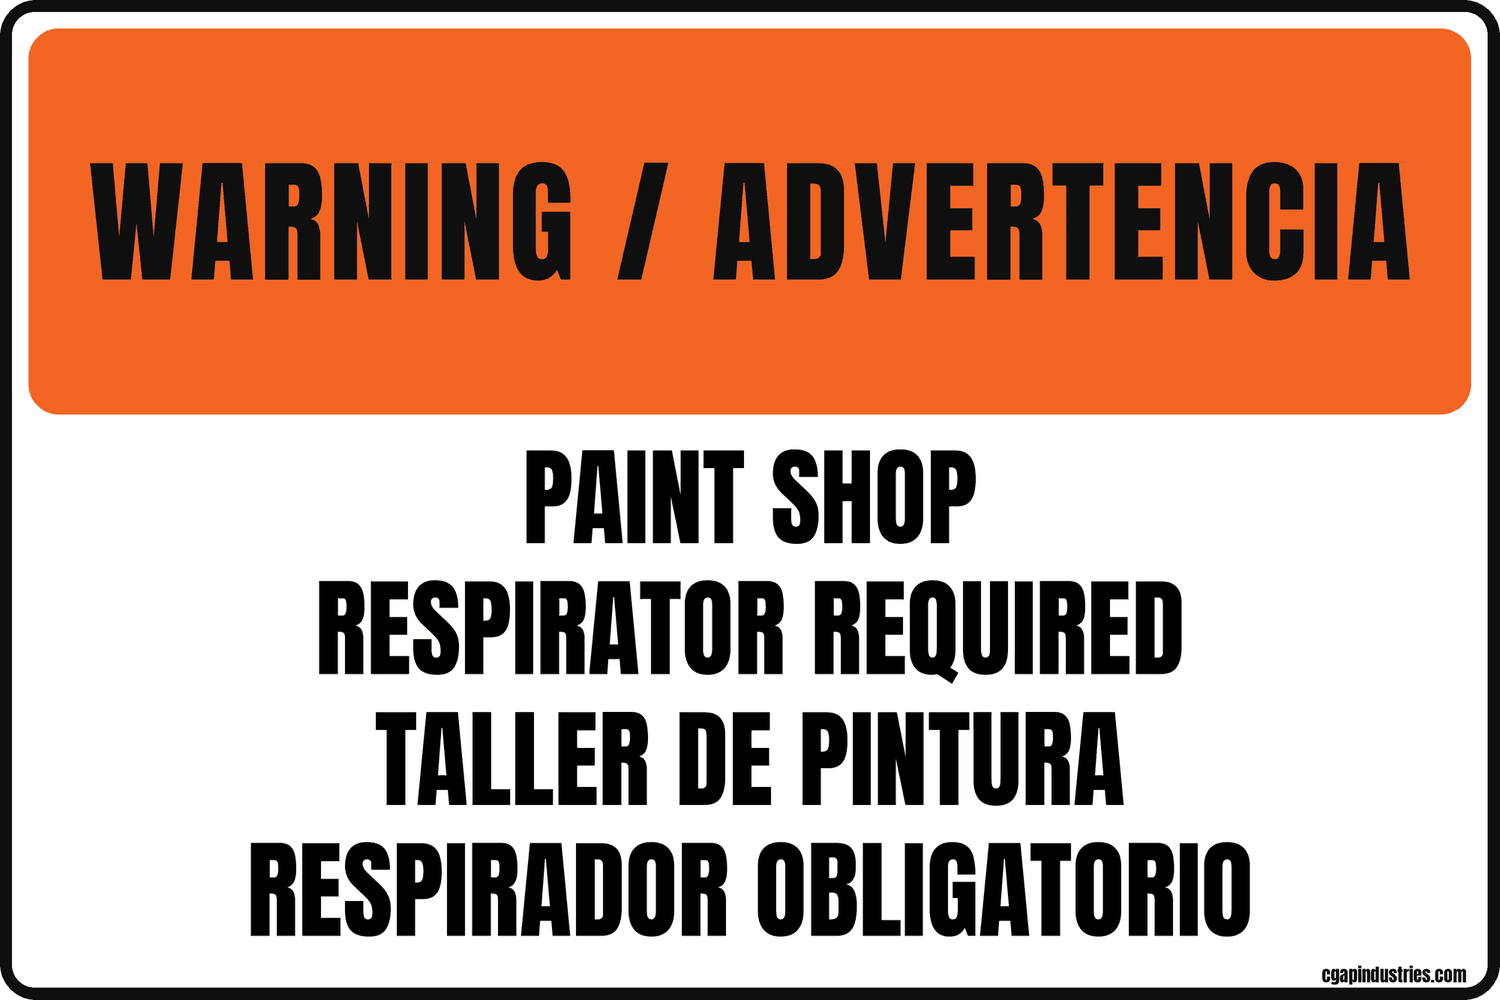 WARNING / ADVERTENCIA
PAINT SHOP
RESPIRATOR REQUIRED
TALLER DE PINTURA
RESPIRADOR OBLIGATORIO
cgapindustries.com